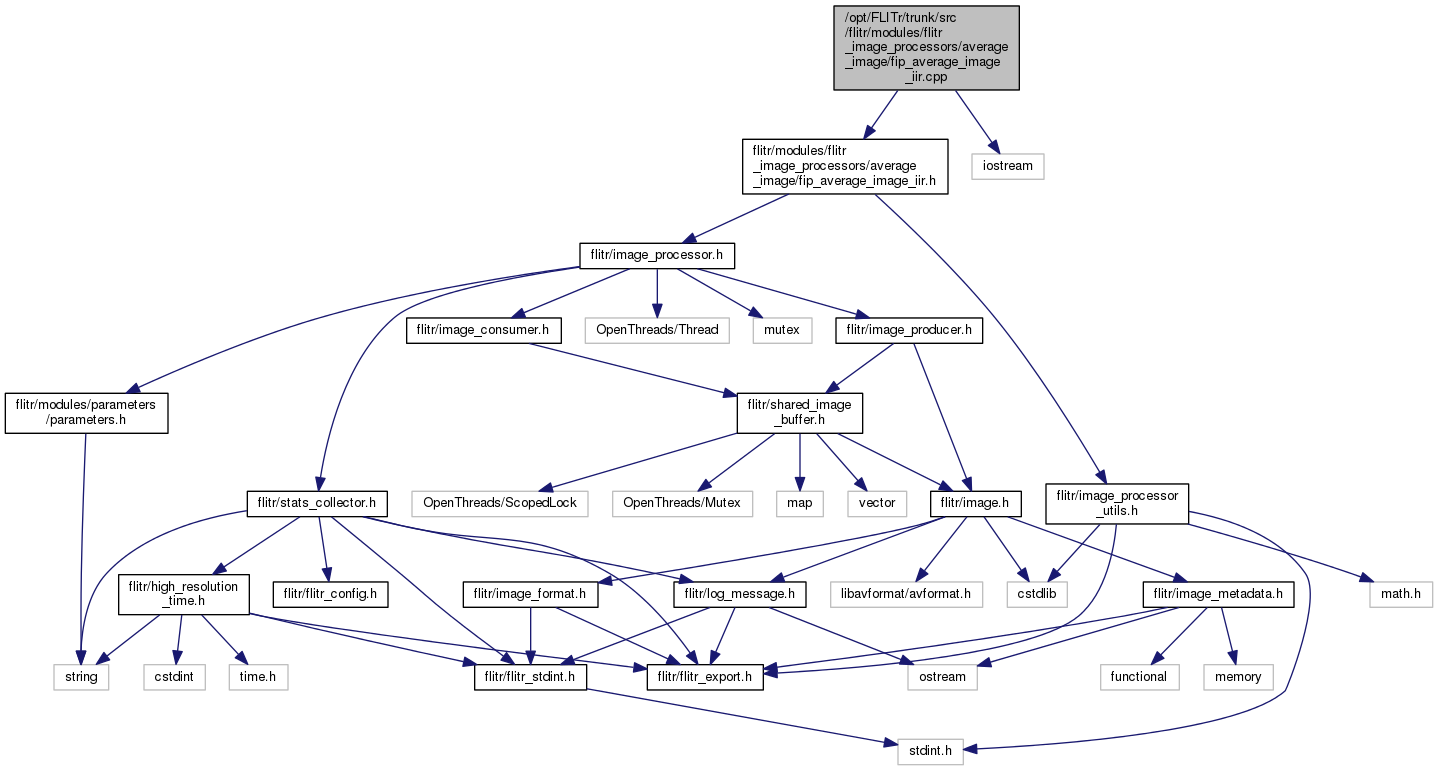 /opt/FLITr/trunk/src
/flitr/modules/flitr
_image_processors/average
_image/fip_average_image
_iir.cpp
flitr/modules/flitr
_image_processors/average
_image/fip_average_image_iir.h
iostream
flitr/image_processor.h
flitr/image_consumer.h
OpenThreads/Thread
mutex
flitr/image_producer.h
flitr/modules/parameters
/parameters.h
flitr/shared_image
_buffer.h
flitr/stats_collector.h
OpenThreads/ScopedLock
OpenThreads/Mutex
map
vector
flitr/image.h
flitr/image_processor
_utils.h
flitr/high_resolution
_time.h
flitr/flitr_config.h
flitr/image_format.h
flitr/log_message.h
libavformat/avformat.h
cstdlib
flitr/image_metadata.h
math.h
string
cstdint
time.h
flitr/flitr_stdint.h
flitr/flitr_export.h
ostream
functional
memory
stdint.h